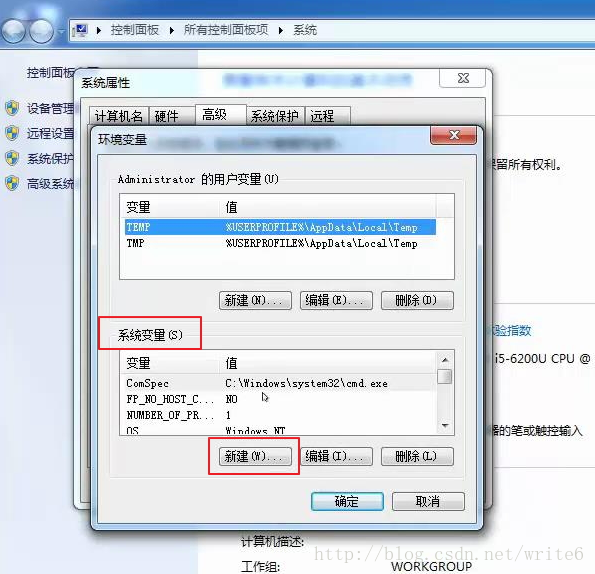 控制面板 所有控制面板项 系统
控制面板
系统属性
设备管理
远程设置
系统保护
高级系统
计算机名 硬件 高级 系统保护 远程
环境变量
保留所有权利。
Administrator 的用户变量(U)
变量 值
TEMP %USERPROFILE%\AppData\Local\Temp
TMP %USERPROFILE%\AppData\Local\Temp
新建(N)... 编辑(E)... 删除(D)
系统变量(S)
验指数
变量 值
i5-6200U CPU @
ComSpec C:\Windows\system32\cmd.exe
FP_NO_HOST_C... NO
NUMBER_OF_PR... 1
OS Windows_NT
器的笔或触控输入
新建(W)... 编辑(I)... 删除(L)
确定 取消
计算机描述:
http://blog.csdn.net/write6
工作组: WORKGROUP